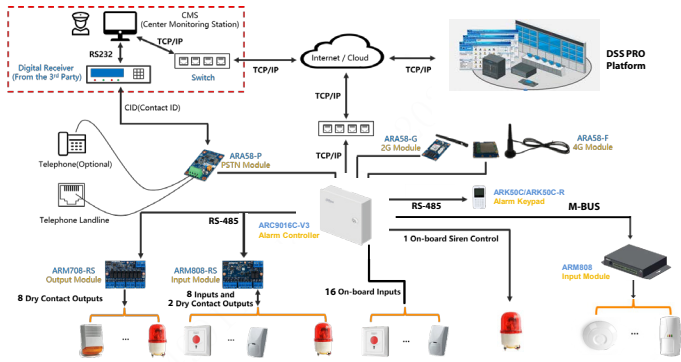 CMS
(Center Monitoring Station)
RS232
TCP/IP
Digital Receiver
(From the 3rd Party)
Switch
TCP/IP
Internet / Cloud
TCP/IP
DSS PRO
Platform
TCP/IP
CID(Contact ID)
TCP/IP
Telephone(Optional)
ARA58-P
PSTN Module
ARA58-G
2G Module
ARA58-F
4G Module
Telephone Landline
RS-485
ARC9016C-V3
Alarm Controller
RS-485
ARK50C/ARK50C-R
Alarm Keypad
M-BUS
1 On-board Siren Control
ARM708-RS
Output Module
ARM808-RS
Input Module
ARM808
Input Module
8 Dry Contact Outputs
8 Inputs and
2 Dry Contact Outputs
16 On-board Inputs
...
...
...
...